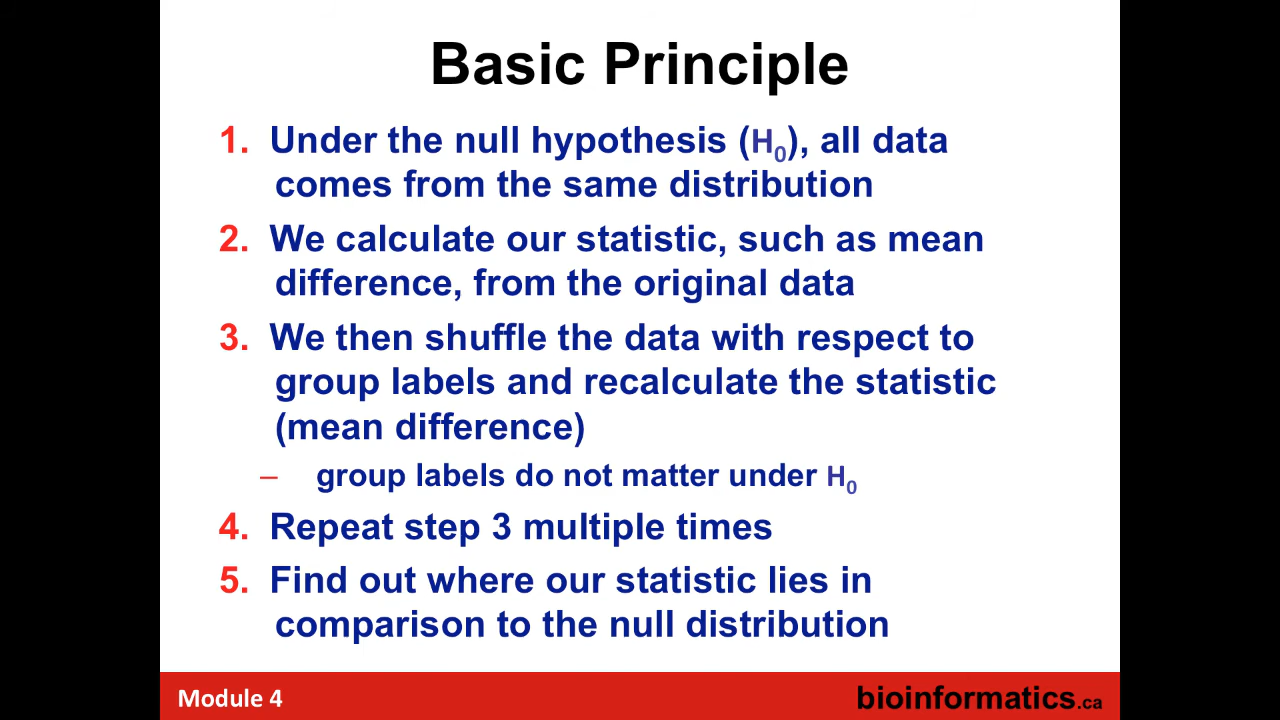 Basic Principle
1. Under the null hypothesis (H0), all data
comes from the same distribution
2. We calculate our statistic, such as mean
difference, from the original data
3. We then shuffle the data with respect to
group labels and recalculate the statistic
(mean difference)
– group labels do not matter under H0
4. Repeat step 3 multiple times
5. Find out where our statistic lies in
comparison to the null distribution
Module 4
bioinformatics.ca